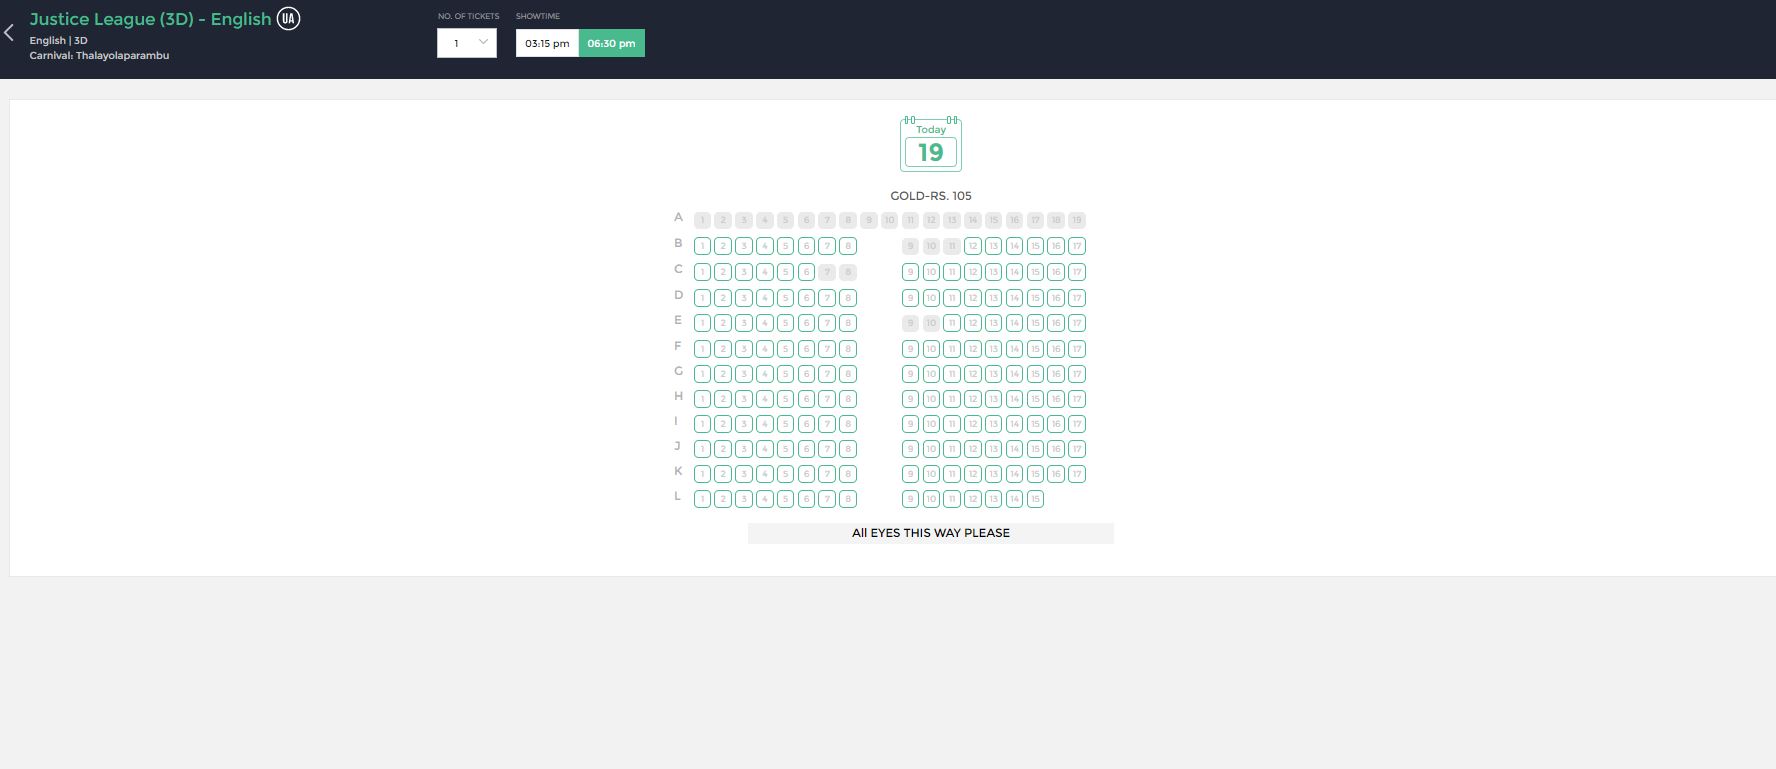 Justice League (3D) - English UA
English | 3D
Carnival: Thalayolaparambu
NO. OF TICKETS SHOWTIME
1 03:15 pm 06:30 pm
Today
19
GOLD-RS. 105
A 1 2 3 4 5 6 7 8 9 10 11 12 13 14 15 16 17 18 19
B 1 2 3 4 5 6 7 8 9 10 11 12 13 14 15 16 17
C 1 2 3 4 5 6 7 8 9 10 11 12 13 14 15 16 17
D 1 2 3 4 5 6 7 8 9 10 11 12 13 14 15 16 17
E 1 2 3 4 5 6 7 8 9 10 11 12 13 14 15 16 17
F 1 2 3 4 5 6 7 8 9 10 11 12 13 14 15 16 17
G 1 2 3 4 5 6 7 8 9 10 11 12 13 14 15 16 17
H 1 2 3 4 5 6 7 8 9 10 11 12 13 14 15 16 17
I 1 2 3 4 5 6 7 8 9 10 11 12 13 14 15 16 17
J 1 2 3 4 5 6 7 8 9 10 11 12 13 14 15 16 17
K 1 2 3 4 5 6 7 8 9 10 11 12 13 14 15 16 17
L 1 2 3 4 5 6 7 8 9 10 11 12 13 14 15
All EYES THIS WAY PLEASE